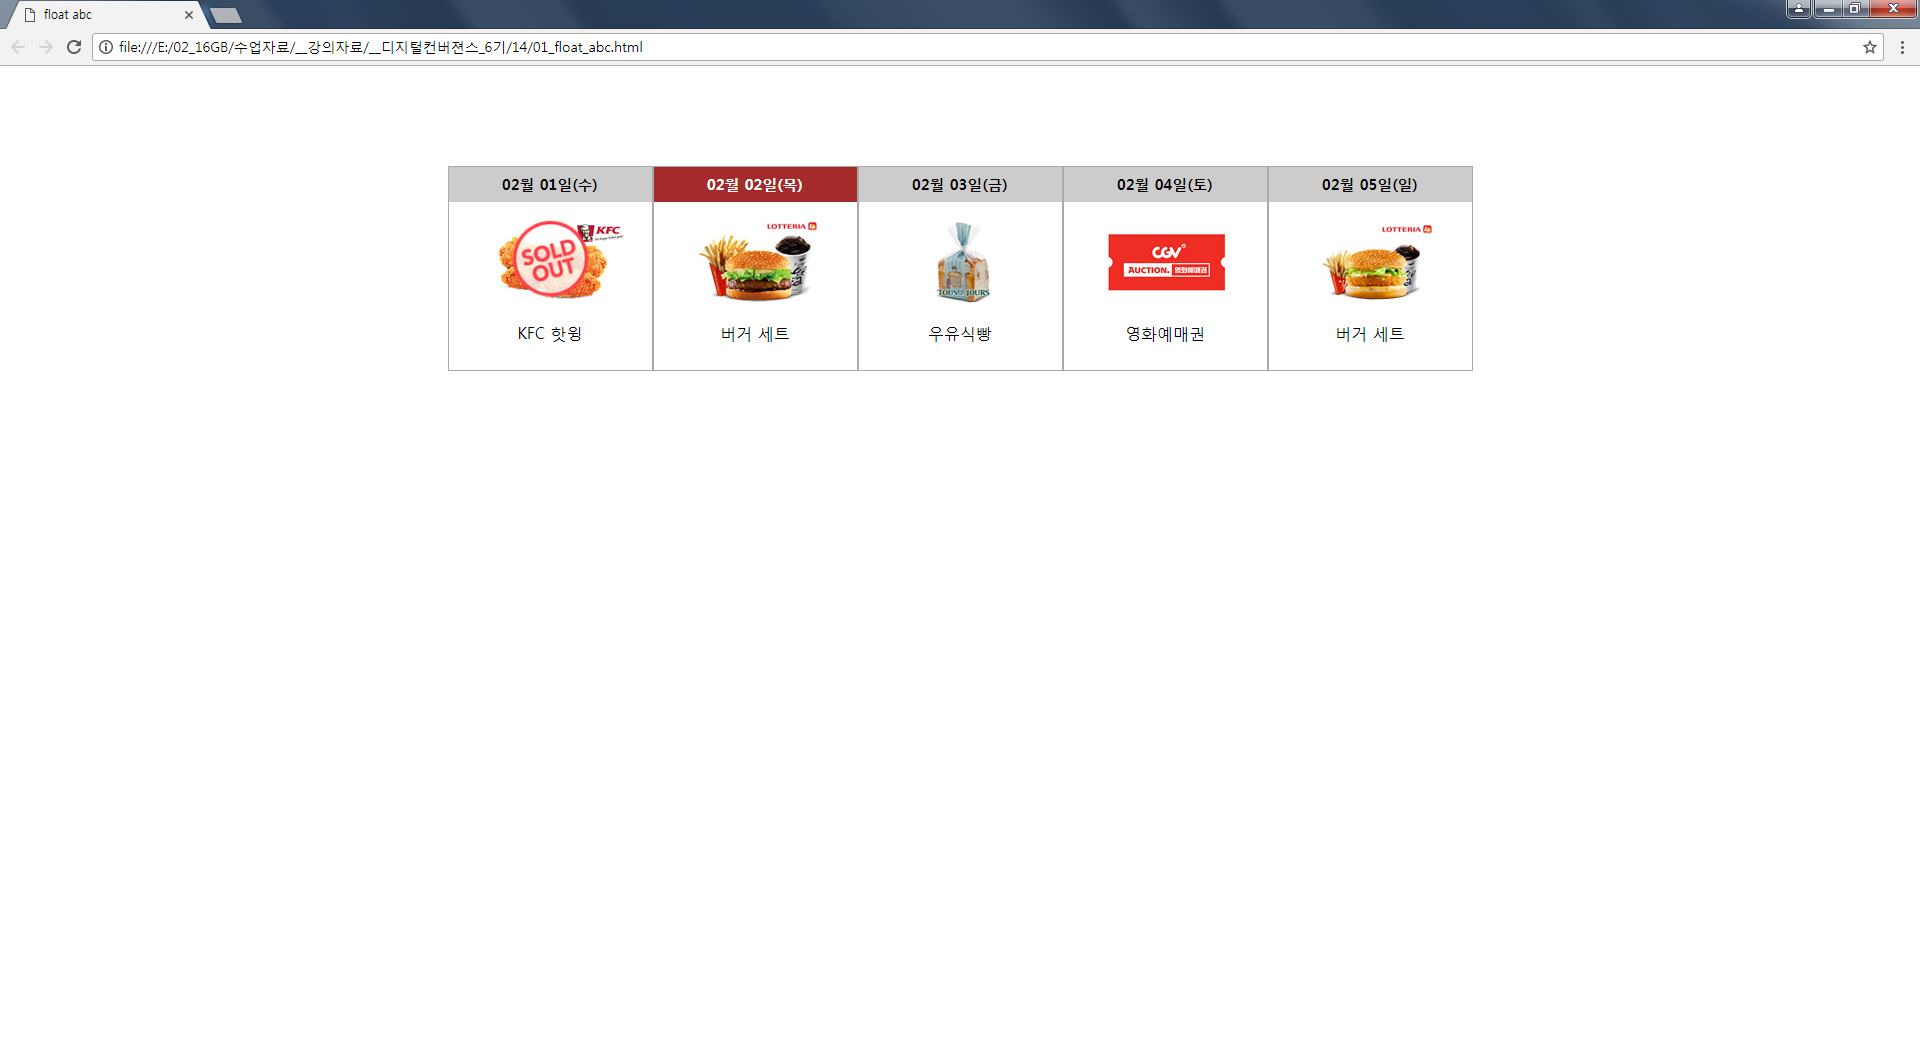 float abc
file:///E:/02_16GB/수업자료/__강의자료/__디지털컨버젼스_6기/14/01_float_abc.html
02월 01일(수)
02월 02일(목)
02월 03일(금)
02월 04일(토)
02월 05일(일)
SOLD OUT
KFC
LOTTERIA
TOUS les JOURS
CGV
AUCTION. 영화예매권
LOTTERIA
KFC 핫윙
버거 세트
우유식빵
영화예매권
버거 세트